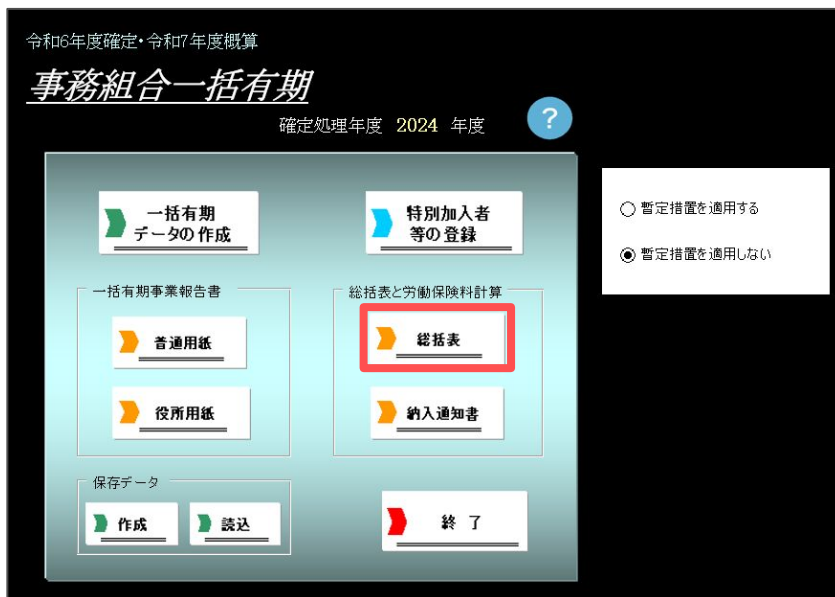 令和6年度確定・令和7年度概算
事務組合一括有期
確定処理年度 2024 年度
?
一括有期
データの作成
特別加入者
等の登録
暫定措置を適用する
暫定措置を適用しない
一括有期事業報告書
普通用紙
役所用紙
総括表と労働保険料計算
総括表
納入通知書
保存データ
作成
読込
終 了